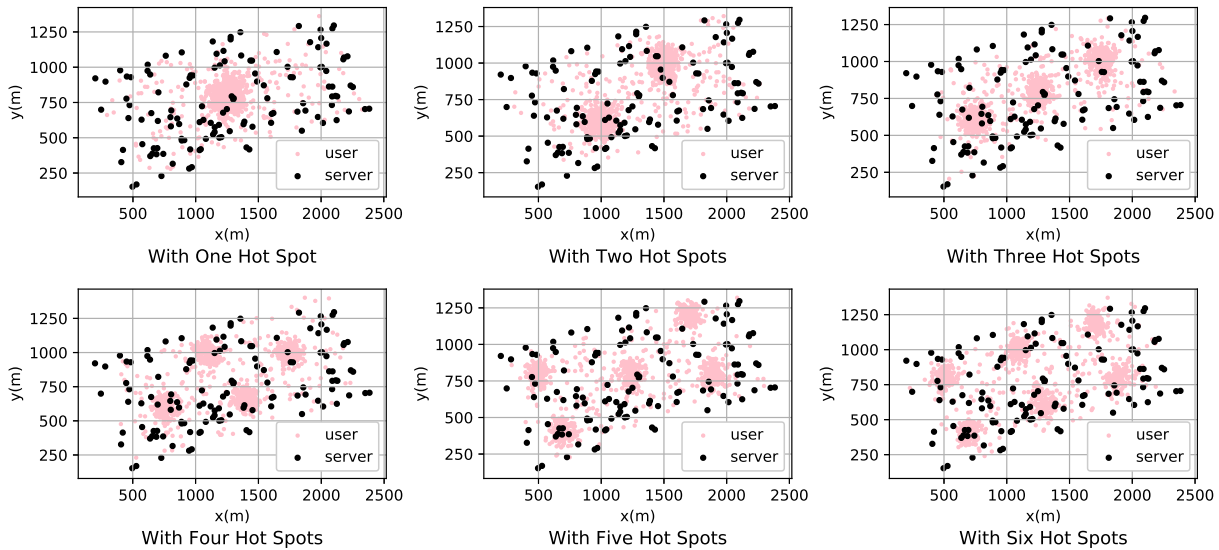 1250
1000
750
500
250
y(m)
user
server
500 1000 1500 2000 2500
x(m)
With One Hot Spot
1250
1000
750
500
250
y(m)
user
server
500 1000 1500 2000 2500
x(m)
With Two Hot Spots
1250
1000
750
500
250
y(m)
user
server
500 1000 1500 2000 2500
x(m)
With Three Hot Spots
1250
1000
750
500
250
y(m)
user
server
500 1000 1500 2000 2500
x(m)
With Four Hot Spots
1250
1000
750
500
250
y(m)
user
server
500 1000 1500 2000 2500
x(m)
With Five Hot Spots
1250
1000
750
500
250
y(m)
user
server
500 1000 1500 2000 2500
x(m)
With Six Hot Spots